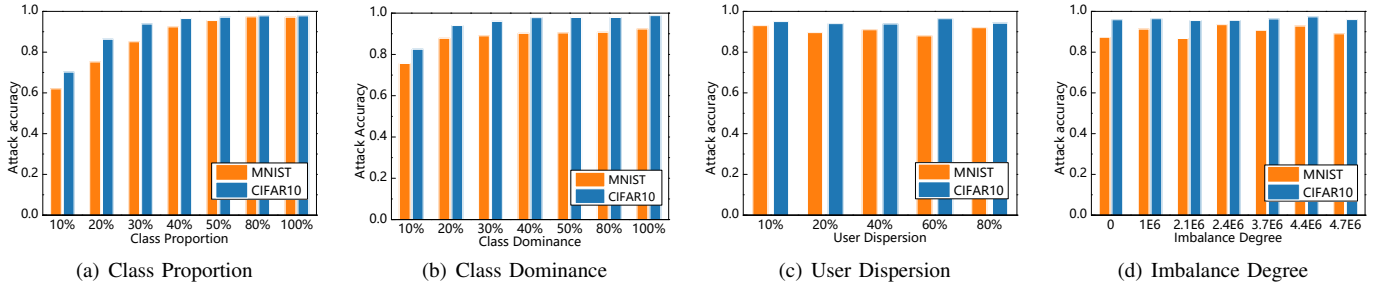 1.0
0.8
0.6
0.4
0.2
0.0
Attack accuracy
MNIST
CIFAR10
10% 20% 30% 40% 50% 80% 100%
Class Proportion
(a) Class Proportion
1.0
0.8
0.6
0.4
0.2
0.0
Attack Accuracy
MNIST
CIFAR10
10% 20% 30% 40% 50% 80% 100%
Class Dominance
(b) Class Dominance
1.0
0.8
0.6
0.4
0.2
0.0
Attack accuracy
MNIST
CIFAR10
10% 20% 40% 60% 80%
User Dispersion
(c) User Dispersion
1.0
0.8
0.6
0.4
0.2
0.0
Attack accuracy
MNIST
CIFAR10
0 1E6 2.1E6 2.4E6 3.7E6 4.4E6 4.7E6
Imbalance Degree
(d) Imbalance Degree